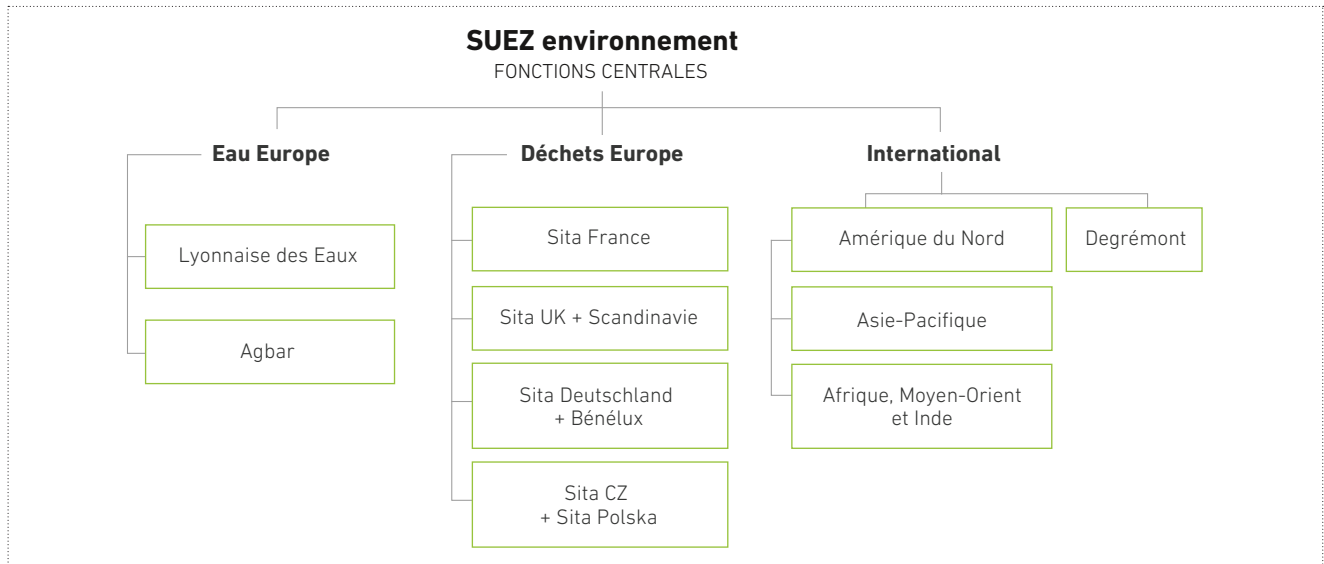 SUEZ environnement
FONCTIONS CENTRALES
Eau Europe
Lyonnaise des Eaux
Agbar
Déchets Europe
Sita France
Sita UK + Scandinavie
Sita Deutschland
+ Bénélux
Sita CZ
+ Sita Polska
International
Amérique du Nord
Asie-Pacifique
Afrique, Moyen-Orient
et Inde
Degrémont